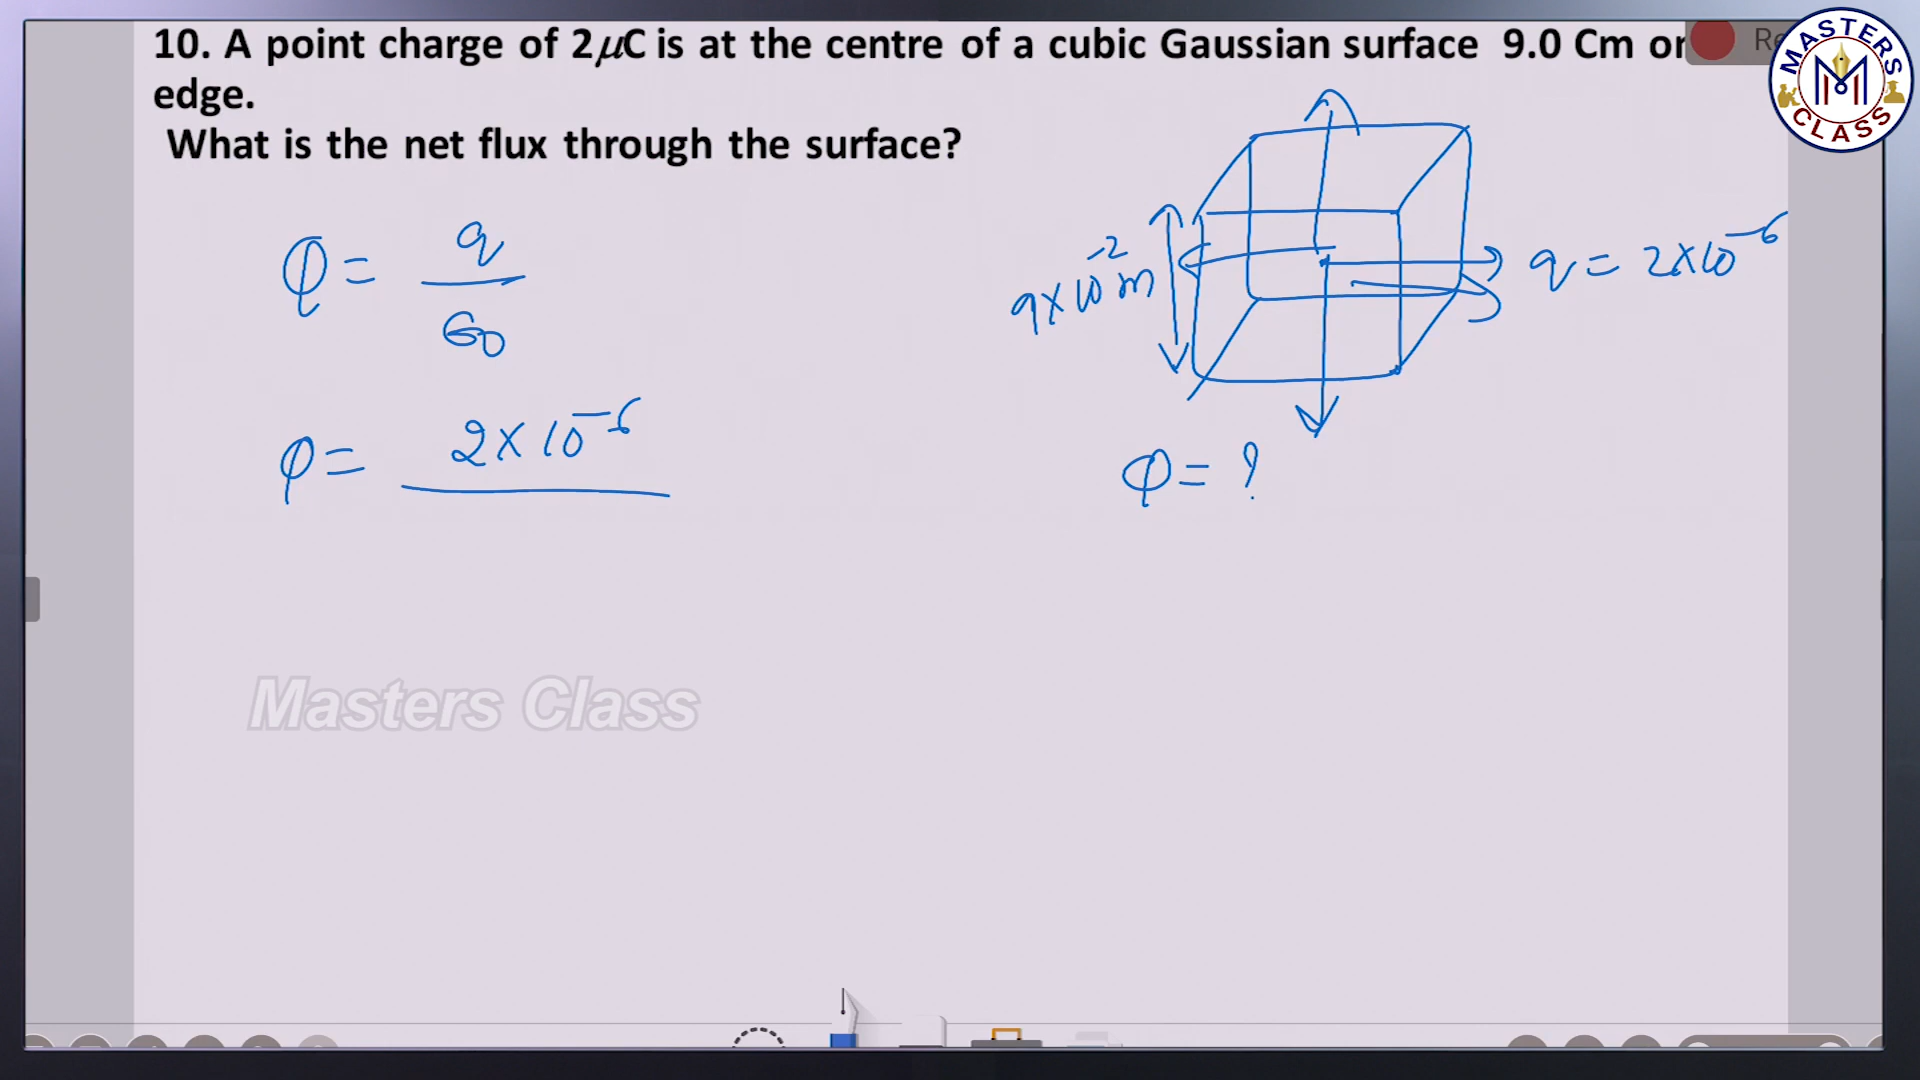 10. A point charge of 2μC is at the centre of a cubic Gaussian surface 9.0 Cm on
edge.
What is the net flux through the surface?
MASTERS
CLASS
M
φ = q/ϵ0
9×10⁻² m
q = 2×10⁻⁶
φ = 2×10⁻⁶
φ = ?
Masters Class